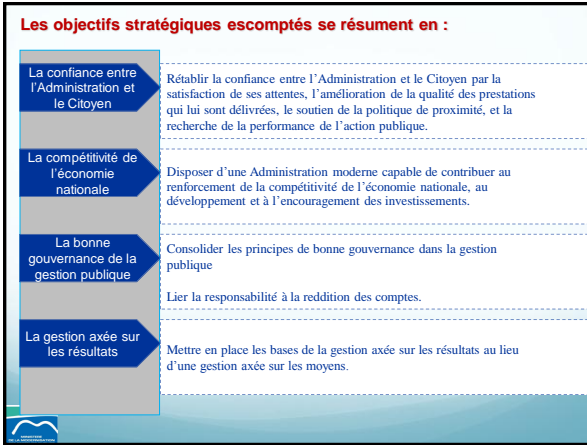 Les objectifs stratégiques escomptés se résument en :
La confiance entre
l'Administration et
le Citoyen
Rétablir la confiance entre l'Administration et le Citoyen par la
satisfaction de ses attentes, l'amélioration de la qualité des prestations
qui lui sont délivrées, le soutien de la politique de proximité, et la
recherche de la performance de l'action publique.
La compétitivité de
l'économie
nationale
Disposer d'une Administration moderne capable de contribuer au
renforcement de la compétitivité de l'économie nationale, au
développement et à l'encouragement des investissements.
La bonne
gouvernance de la
gestion publique
Consolider les principes de bonne gouvernance dans la gestion
publique
Lier la responsabilité à la reddition des comptes.
La gestion axée sur
les résultats
Mettre en place les bases de la gestion axée sur les résultats au lieu
d'une gestion axée sur les moyens.
MINISTERE
DE LA MODERNISATION